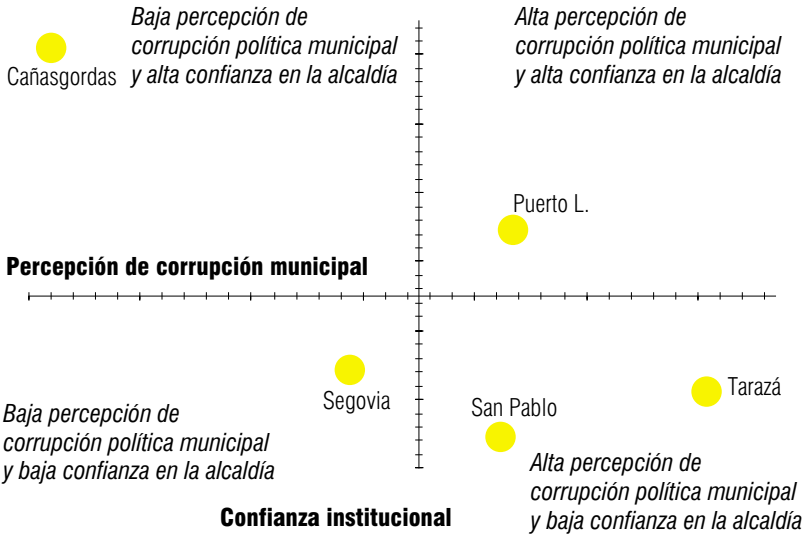 Baja percepción de
corrupción política municipal
y alta confianza en la alcaldía
Alta percepción de
corrupción política municipal
y alta confianza en la alcaldía
Cañasgordas
Puerto L.
Percepción de corrupción municipal
Segovia
San Pablo
Tarazá
Baja percepción de
corrupción política municipal
y baja confianza en la alcaldía
Alta percepción de
corrupción política municipal
y baja confianza en la alcaldía
Confianza institucional